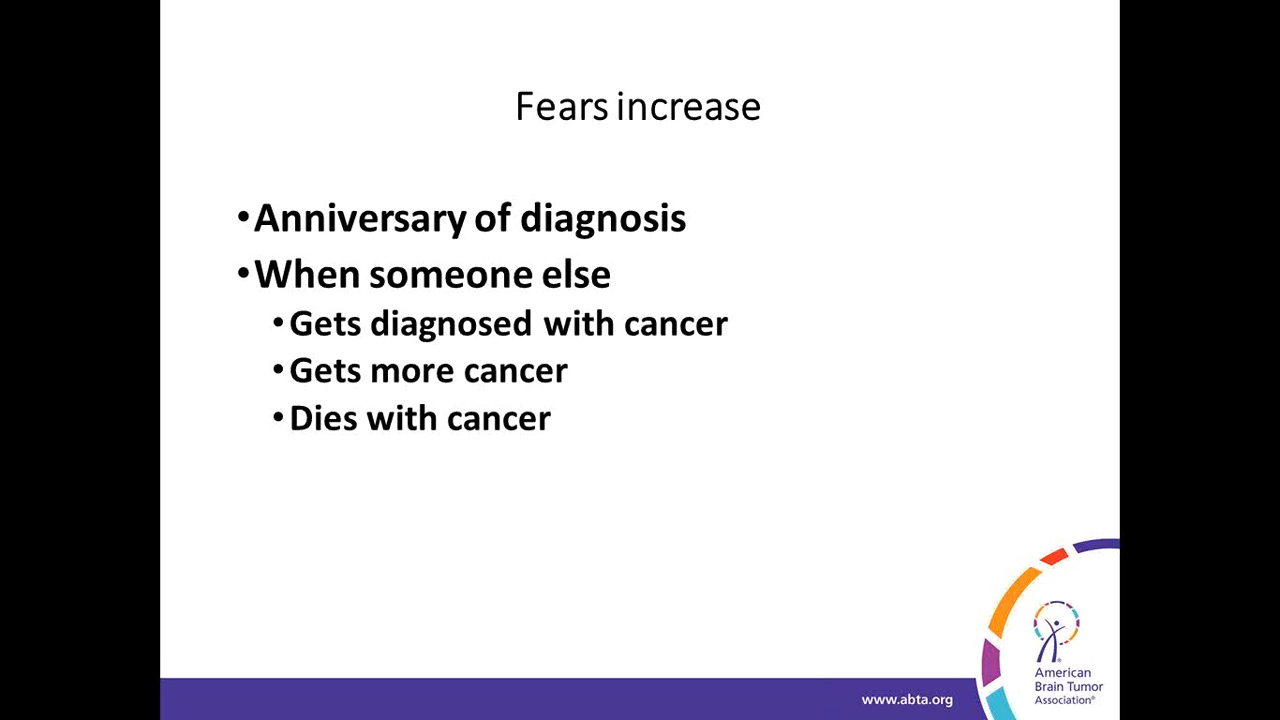 Fears increase
•Anniversary of diagnosis
•When someone else
•Gets diagnosed with cancer
•Gets more cancer
•Dies with cancer
www.abta.org
American
Brain Tumor
Association®